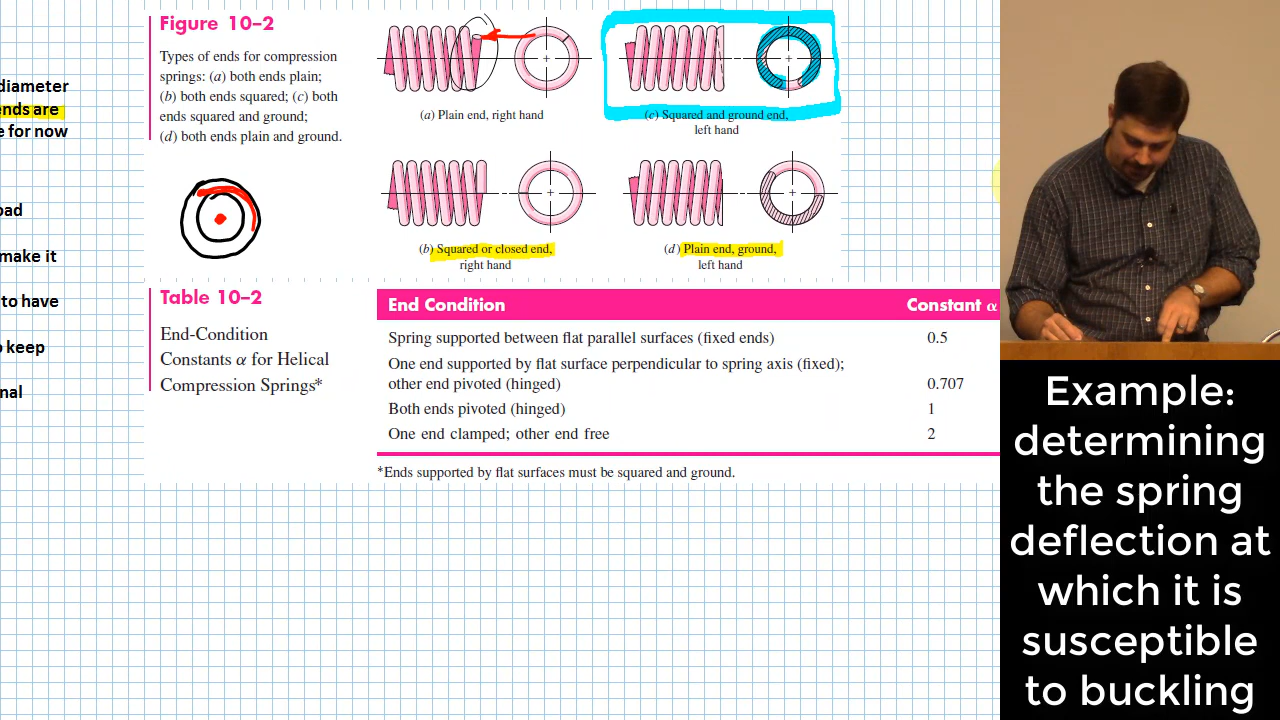 diameter
ends are
e for now
oad
make it
to have
o keep
nal
Figure 10–2
Types of ends for compression
springs: (a) both ends plain;
(b) both ends squared; (c) both
ends squared and ground;
(d) both ends plain and ground.
(a) Plain end, right hand
(c) Squared and ground end,
left hand
(b) Squared or closed end,
right hand
(d) Plain end, ground,
left hand
Table 10–2
End-Condition
Constants α for Helical
Compression Springs*
End Condition Constant α
Spring supported between flat parallel surfaces (fixed ends) 0.5
One end supported by flat surface perpendicular to spring axis (fixed);
other end pivoted (hinged) 0.707
Both ends pivoted (hinged) 1
One end clamped; other end free 2
*Ends supported by flat surfaces must be squared and ground.
Example:
determining
the spring
deflection at
which it is
susceptible
to buckling